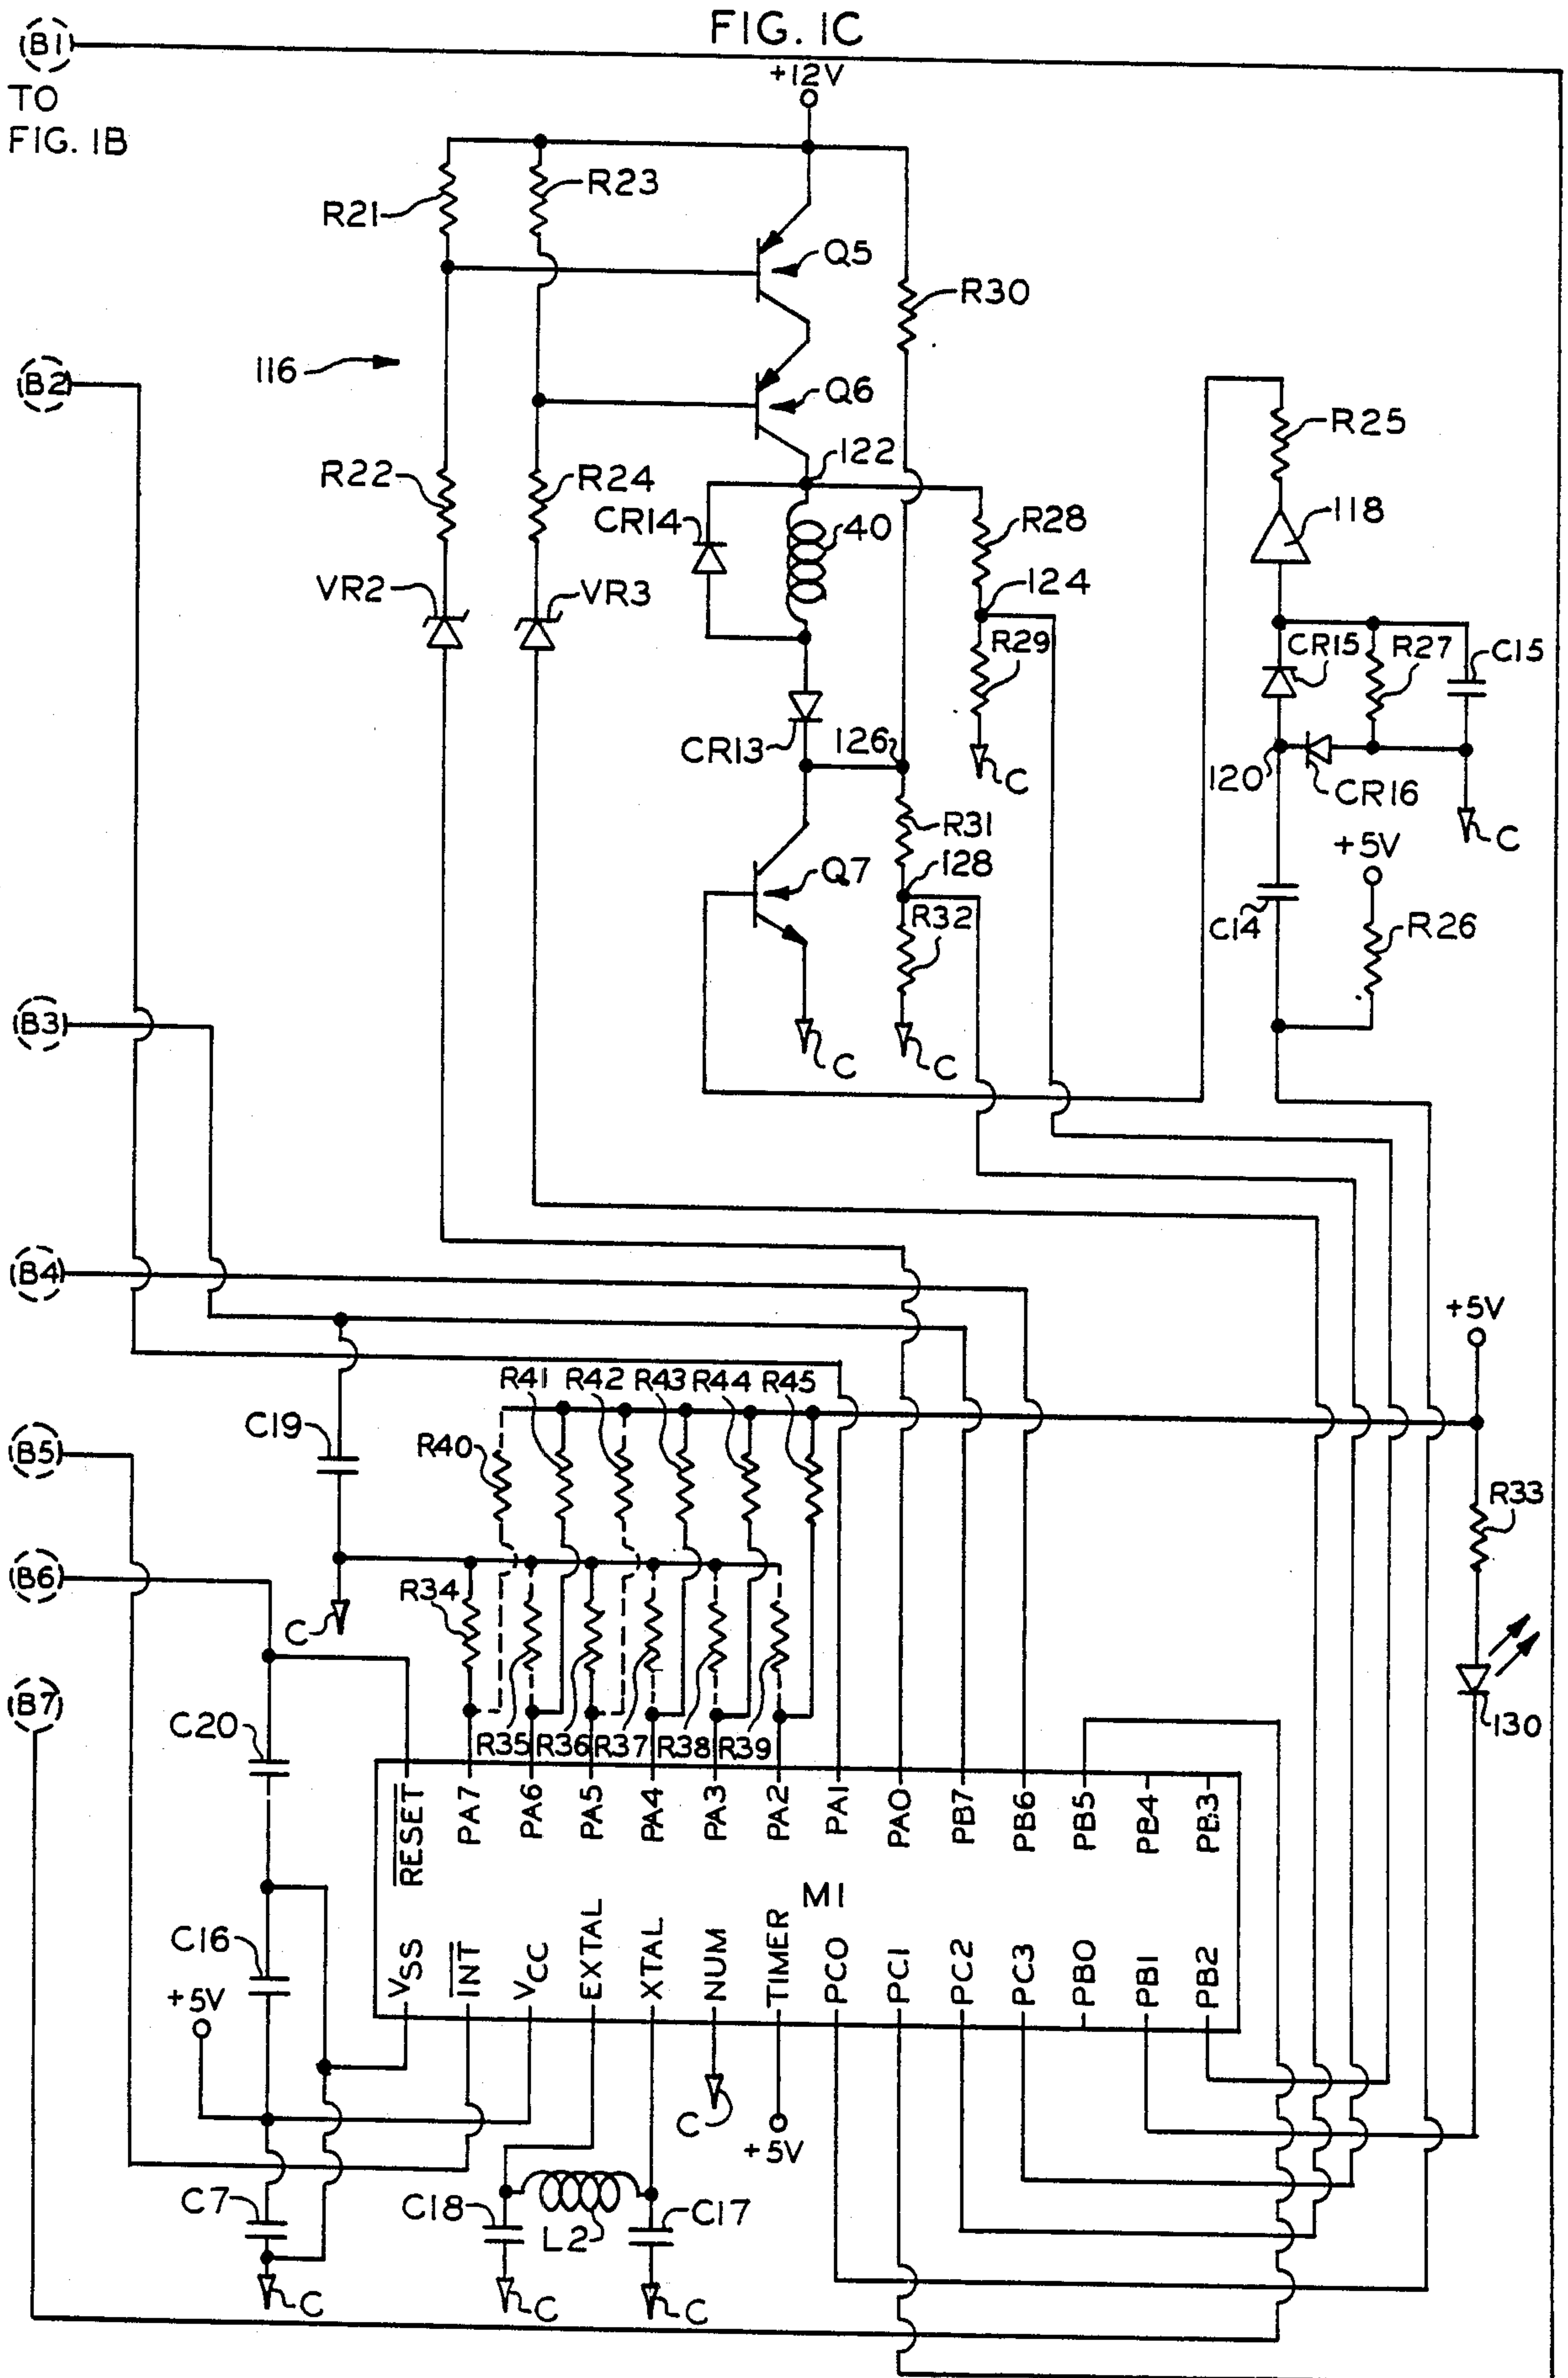 FIG. 1C
(B1)
TO
FIG. 1B
+12V
R21
R23
Q5
R30
116
(B2)
Q6
R25
R22
R24
122
CR14
40
R28
118
VR2
VR3
124
R29
CR15
R27
C15
CR13
126
C
120
CR16
R31
C
+5V
Q7
128
R32
C14
R26
(B3)
C
C
(B4)
+5V
R41
R42
R43
R44
R45
C19
R40
(B5)
R33
(B6)
R34
C
(B7)
C20
R35
R36
R37
R38
R39
130
RESET
PA7
PA6
PA5
PA4
PA3
PA2
PA1
PA0
PB7
PB6
PB5
PB4
PB3
M1
C16
+5V
VSS
INT
VCC
EXTAL
XTAL
NUM
TIMER
PC0
PC1
PC2
PC3
PB0
PB1
PB2
C
+5V
C7
C18
L2
C17
C
C
C